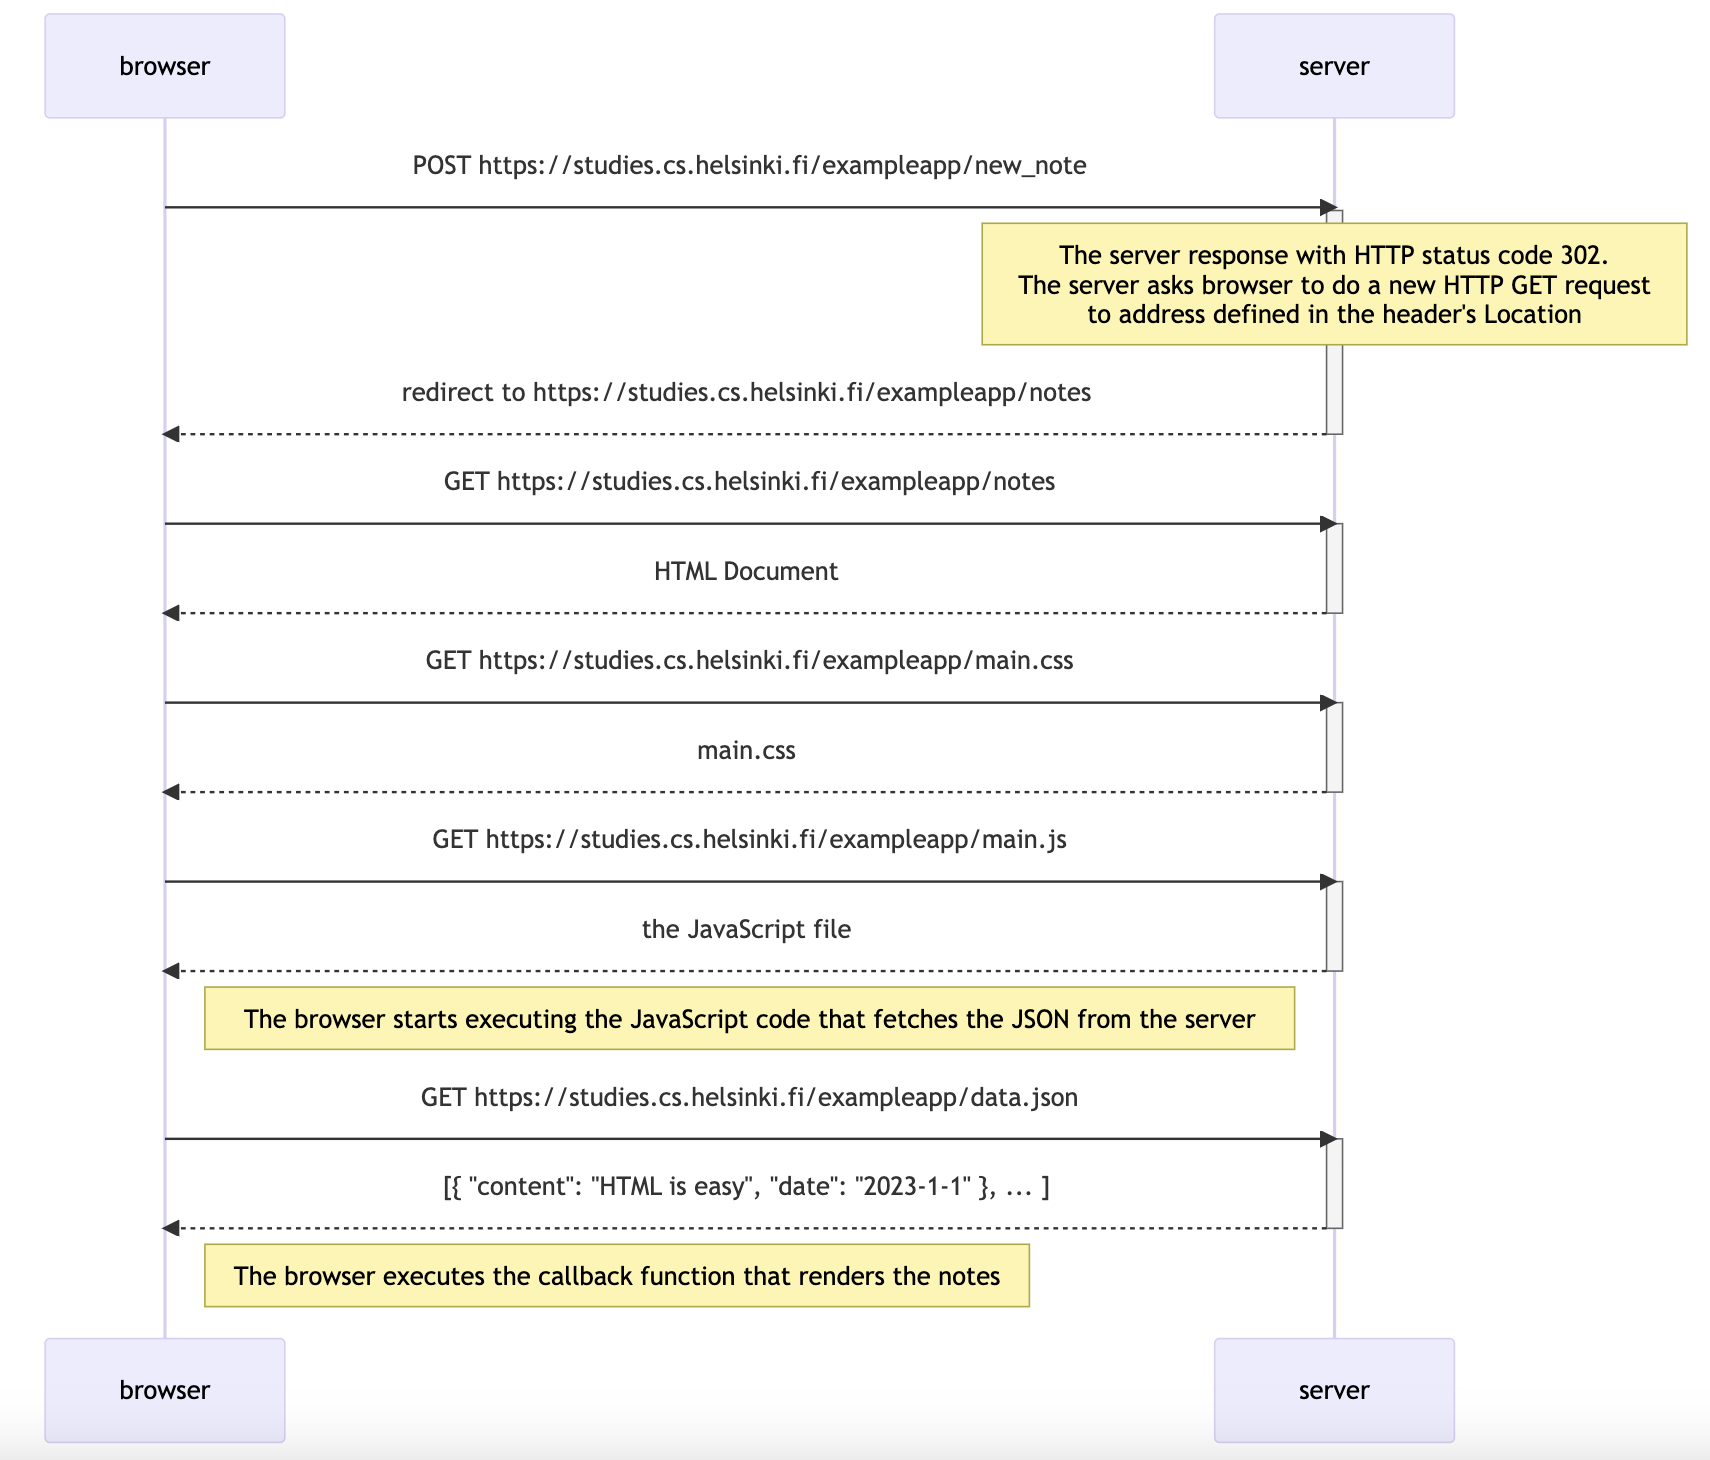 browser
server
POST https://studies.cs.helsinki.fi/exampleapp/new_note
The server response with HTTP status code 302.
The server asks browser to do a new HTTP GET request
to address defined in the header's Location
redirect to https://studies.cs.helsinki.fi/exampleapp/notes
GET https://studies.cs.helsinki.fi/exampleapp/notes
HTML Document
GET https://studies.cs.helsinki.fi/exampleapp/main.css
main.css
GET https://studies.cs.helsinki.fi/exampleapp/main.js
the JavaScript file
The browser starts executing the JavaScript code that fetches the JSON from the server
GET https://studies.cs.helsinki.fi/exampleapp/data.json
[{ "content": "HTML is easy", "date": "2023-1-1" }, ... ]
The browser executes the callback function that renders the notes
browser
server